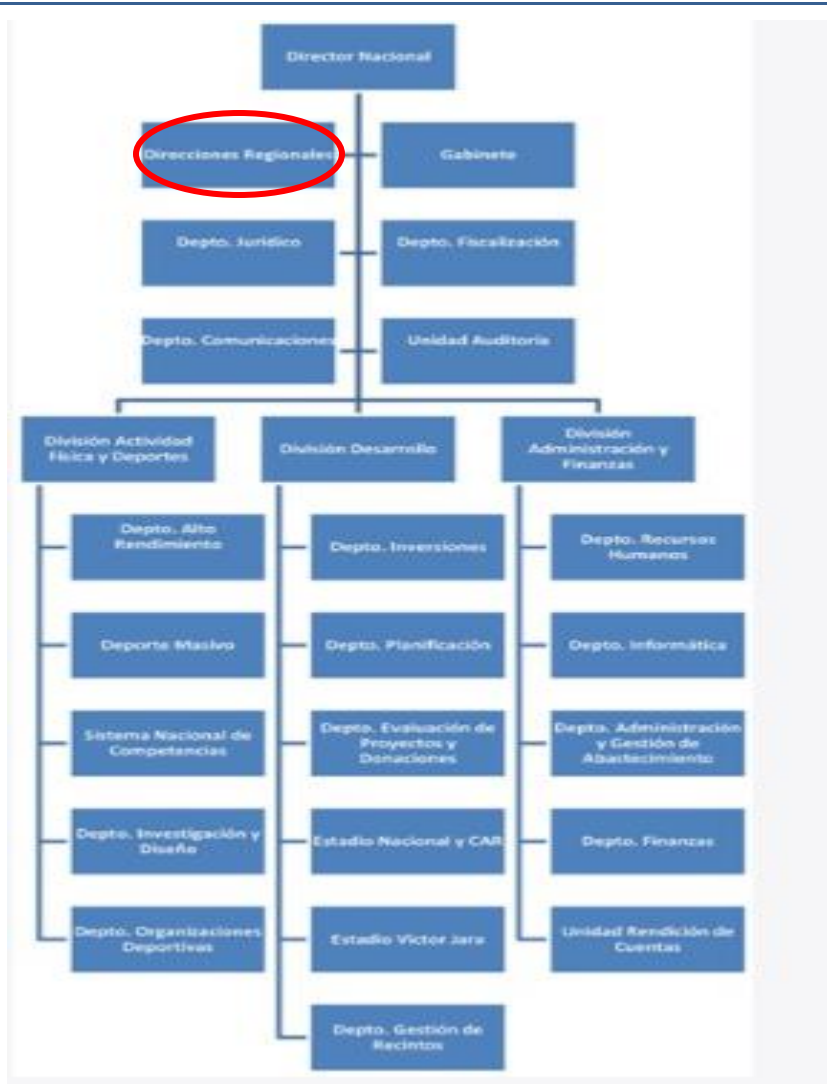 Director Nacional
Direcciones Regionales
Gabinete
Depto. Jurídico
Depto. Fiscalización
Depto. Comunicaciones
Unidad Auditoria
División Actividad
Física y Deportes
División Desarrollo
División
Administración y
Finanzas
Depto. Alto
Rendimiento
Deporte Masivo
Sistema Nacional de
Competencias
Depto. Investigación y
Diseño
Depto. Organizaciones
Deportivas
Depto. Inversiones
Depto. Planificación
Depto. Evaluación de
Proyectos y
Donaciones
Estadio Nacional y CAR
Estadio Victor Jara
Depto. Gestión de
Recintos
Depto. Recursos
Humanos
Depto. Informática
Depto. Administración
y Gestión de
Abastecimiento
Depto. Finanzas
Unidad Rendición de
Cuentas